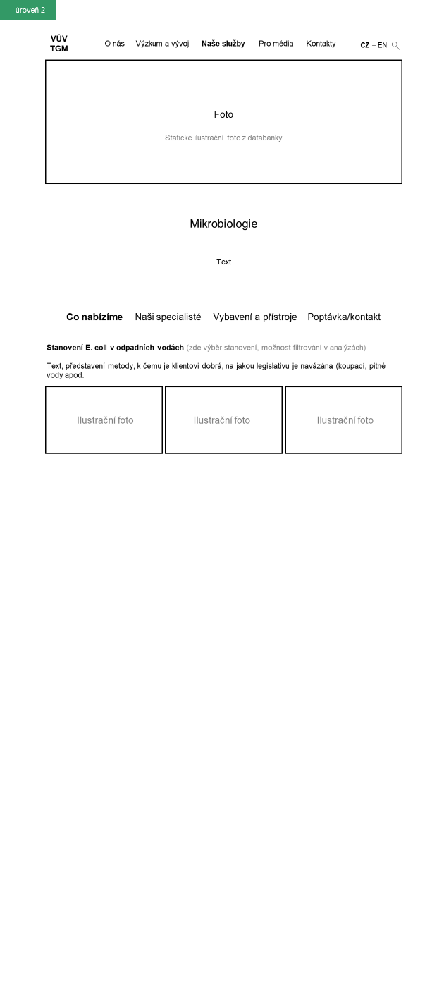 úroveň 2
VÚV
TGM
O nás Výzkum a vývoj Naše služby Pro média Kontakty CZ – EN
Foto
Statické ilustrační foto z databanky
Mikrobiologie
Text
Co nabízíme Naši specialisté Vybavení a přístroje Poptávka/kontakt
Stanovení E. coli v odpadních vodách (zde výběr stanovení, možnost filtrování v analýzách)
Text, představení metody, k čemu je klientovi dobrá, na jakou legislativu je navázána (koupací, pitné
vody apod.
Ilustrační foto Ilustrační foto Ilustrační foto